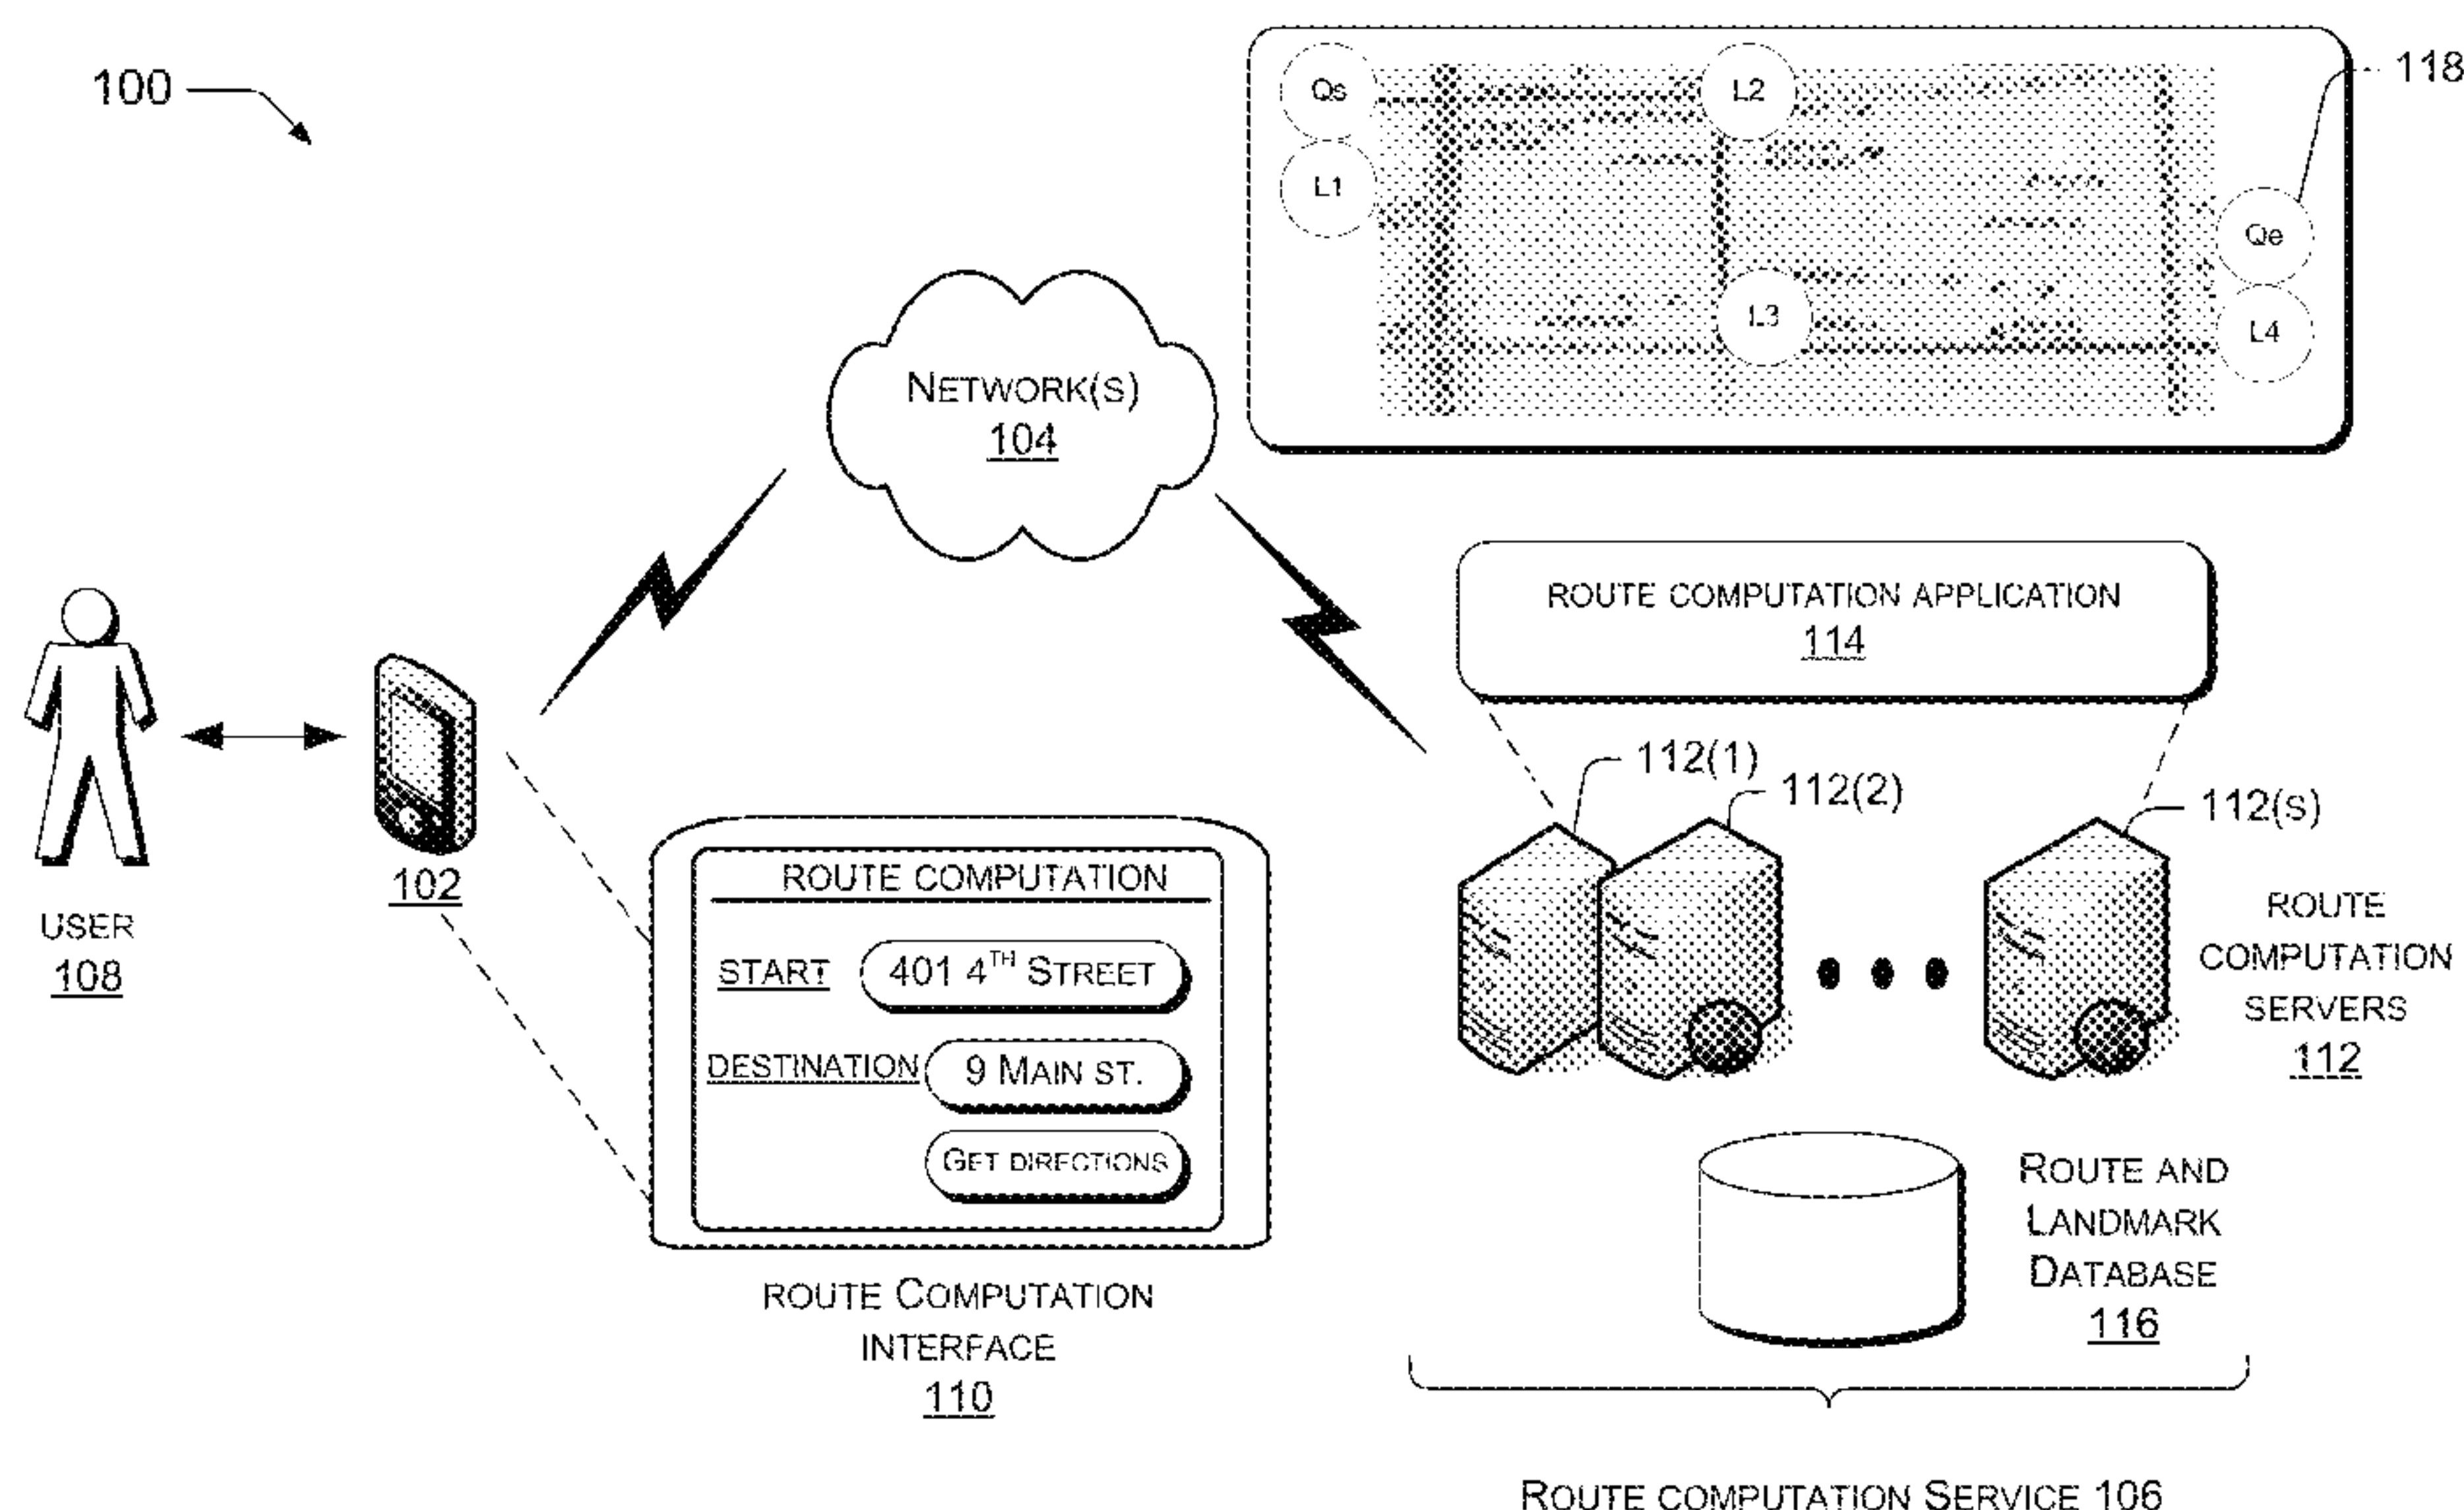 100
Qs
L1
L2
L3
Qe
L4
118
NETWORK(S)
104
ROUTE COMPUTATION APPLICATION
114
112(1)
112(2)
112(S)
ROUTE
COMPUTATION
SERVERS
112
USER
108
102
ROUTE COMPUTATION
START 401 4TH STREET
DESTINATION 9 MAIN ST.
GET DIRECTIONS
ROUTE COMPUTATION
INTERFACE
110
ROUTE AND
LANDMARK
DATABASE
116
ROUTE COMPUTATION SERVICE 106